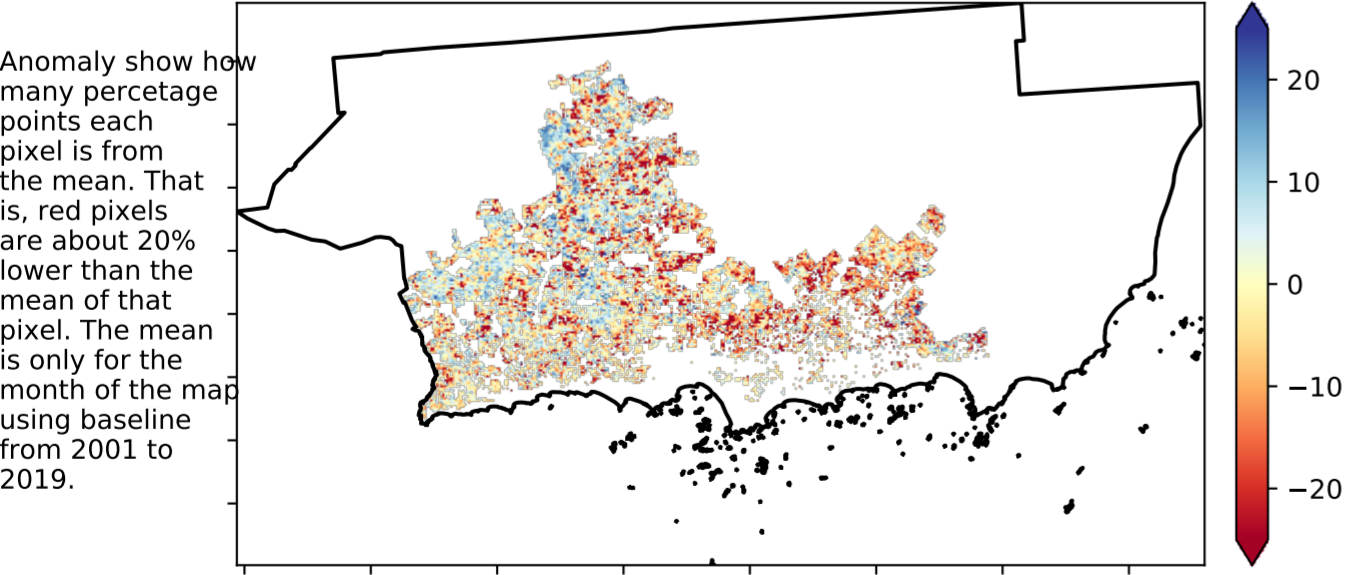 Anomaly show how
many percetage
points each
pixel is from
the mean. That
is, red pixels
are about 20%
lower than the
mean of that
pixel. The mean
is only for the
month of the map
using baseline
from 2001 to
2019.
20
10
0
−10
−20